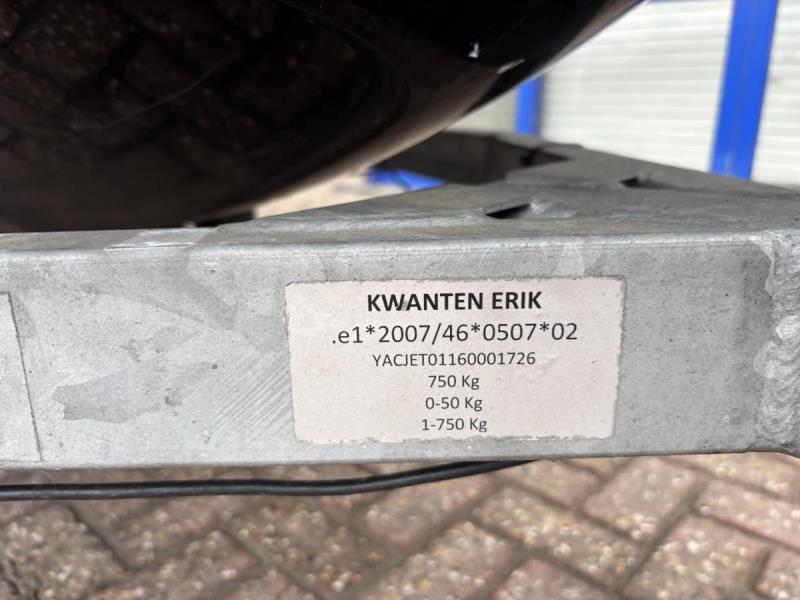 KWANTEN ERIK
.e1*2007/46*0507*02
YACJET01160001726
750 Kg
0-50 Kg
1-750 Kg